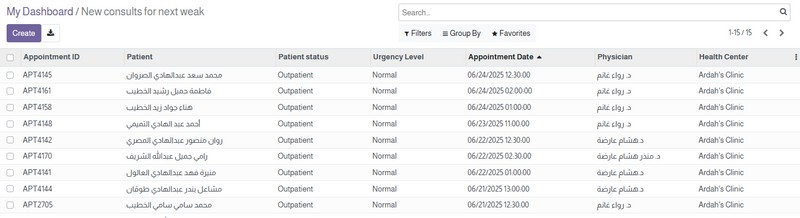 My Dashboard / New consults for next weak
Search...
Create
Filters Group By Favorites 1-15 / 15
Appointment ID Patient Patient status Urgency Level Appointment Date Physician Health Center
APT4145 محمد سعد عبدالهادي الصروان Outpatient Normal 06/24/2025 12:30:00 د. رواء غانم Ardah's Clinic
APT4161 فاطمة جميل رشيد الخطيب Outpatient Normal 06/24/2025 02:00:00 د. رواء غانم Ardah's Clinic
APT4158 هناء جواد زيد الخطيب Outpatient Normal 06/24/2025 01:00:00 د. رواء غانم Ardah's Clinic
APT4148 أحمد عبد الهادي التميمي Outpatient Normal 06/23/2025 11:00:00 د. رواء غانم Ardah's Clinic
APT4142 روان منصور عبدالهادي المصري Outpatient Normal 06/22/2025 12:30:00 د.هشام عارضة Ardah's Clinic
APT4170 رامي جميل عبدالله الشريف Outpatient Normal 06/22/2025 02:30:00 د. منذر هشام عارضة Ardah's Clinic
APT4141 منيرة فهد عبدالهادي العالول Outpatient Normal 06/22/2025 01:00:00 د.هشام عارضة Ardah's Clinic
APT4144 مشاعل بندر عبدالهادي طوقان Outpatient Normal 06/21/2025 13:00:00 د.هشام عارضة Ardah's Clinic
APT2705 محمد سامي سامي الخطيب Outpatient Normal 06/21/2025 12:30:00 د.هشام عارضة Ardah's Clinic